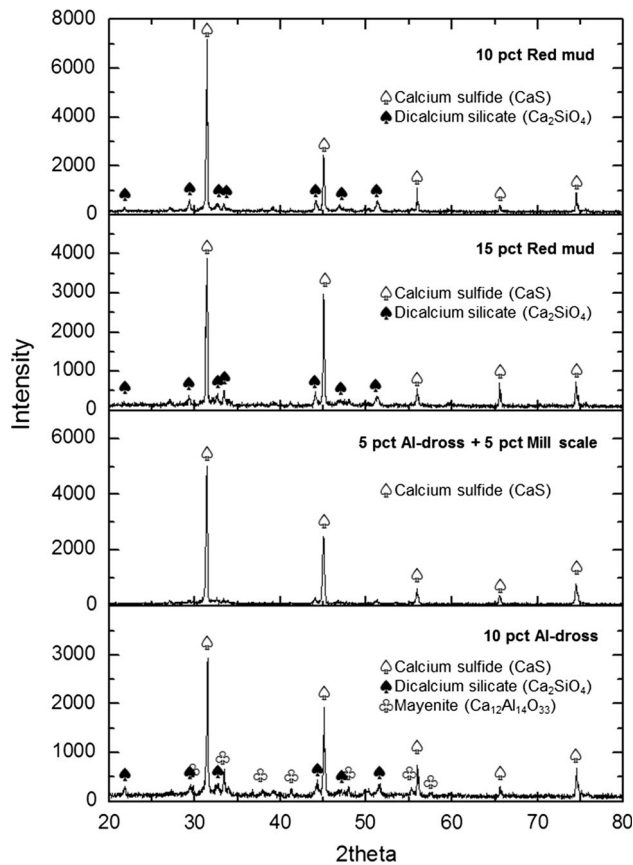 8000
10 pct Red mud
6000
Calcium sulfide (CaS)
4000
Dicalcium silicate (Ca₂SiO₄)
2000
0
15 pct Red mud
4000
Calcium sulfide (CaS)
3000
Dicalcium silicate (Ca₂SiO₄)
2000
1000
0
Intensity
6000
5 pct Al-dross + 5 pct Mill scale
Calcium sulfide (CaS)
4000
2000
0
10 pct Al-dross
3000
Calcium sulfide (CaS)
Dicalcium silicate (Ca₂SiO₄)
2000
Mayenite (Ca₁₂Al₁₄O₃₃)
1000
0
20 30 40 50 60 70 80
2theta